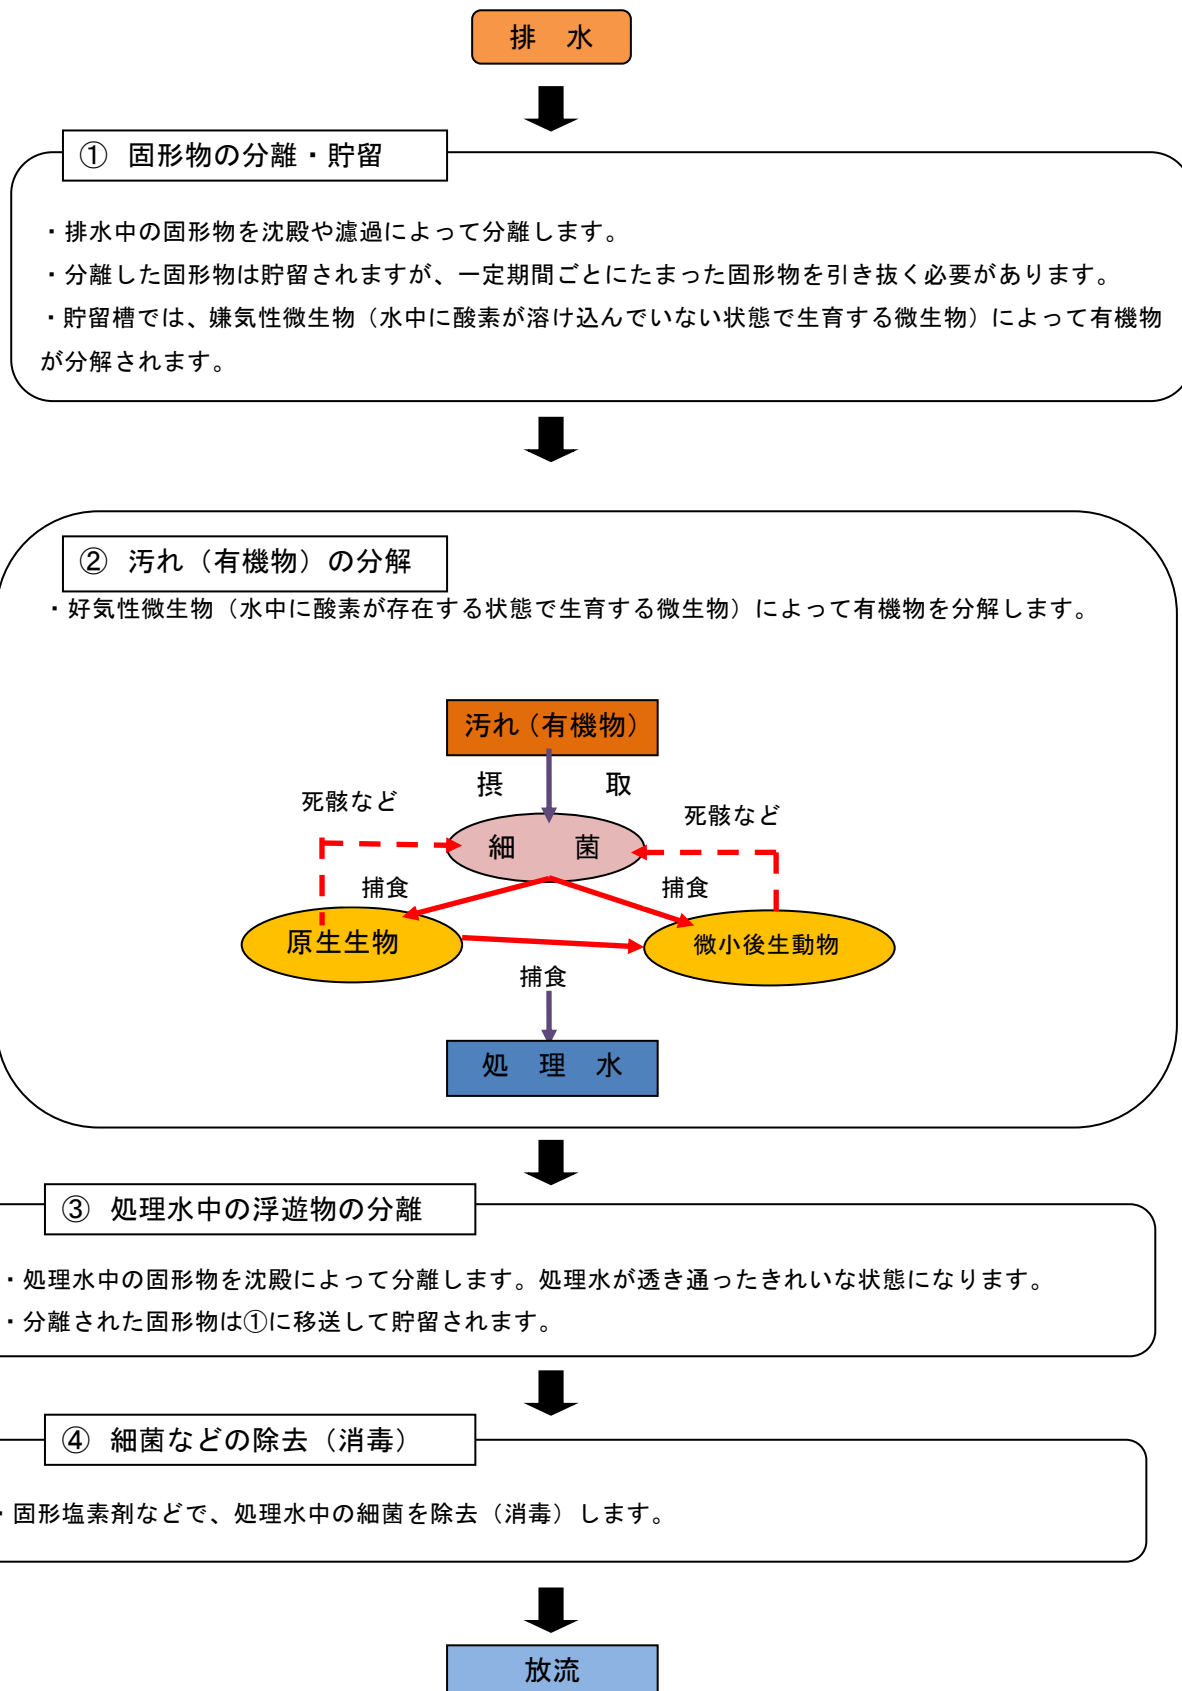 排　水
①　固形物の分離・貯留
・排水中の固形物を沈殿や濾過によって分離します。
・分離した固形物は貯留されますが、一定期間ごとにたまった固形物を引き抜く必要があります。
・貯留槽では、嫌気性微生物（水中に酸素が溶け込んでいない状態で生育する微生物）によって有機物
が分解されます。
②　汚れ（有機物）の分解
・好気性微生物（水中に酸素が存在する状態で生育する微生物）によって有機物を分解します。
汚れ（有機物）
摂　取
死骸など
死骸など
細　菌
捕食
捕食
原生生物
微小後生動物
捕食
処　理　水
③　処理水中の浮遊物の分離
・処理水中の固形物を沈殿によって分離します。処理水が透き通ったきれいな状態になります。
・分離された固形物は①に移送して貯留されます。
④　細菌などの除去（消毒）
・固形塩素剤などで、処理水中の細菌を除去（消毒）します。
放流